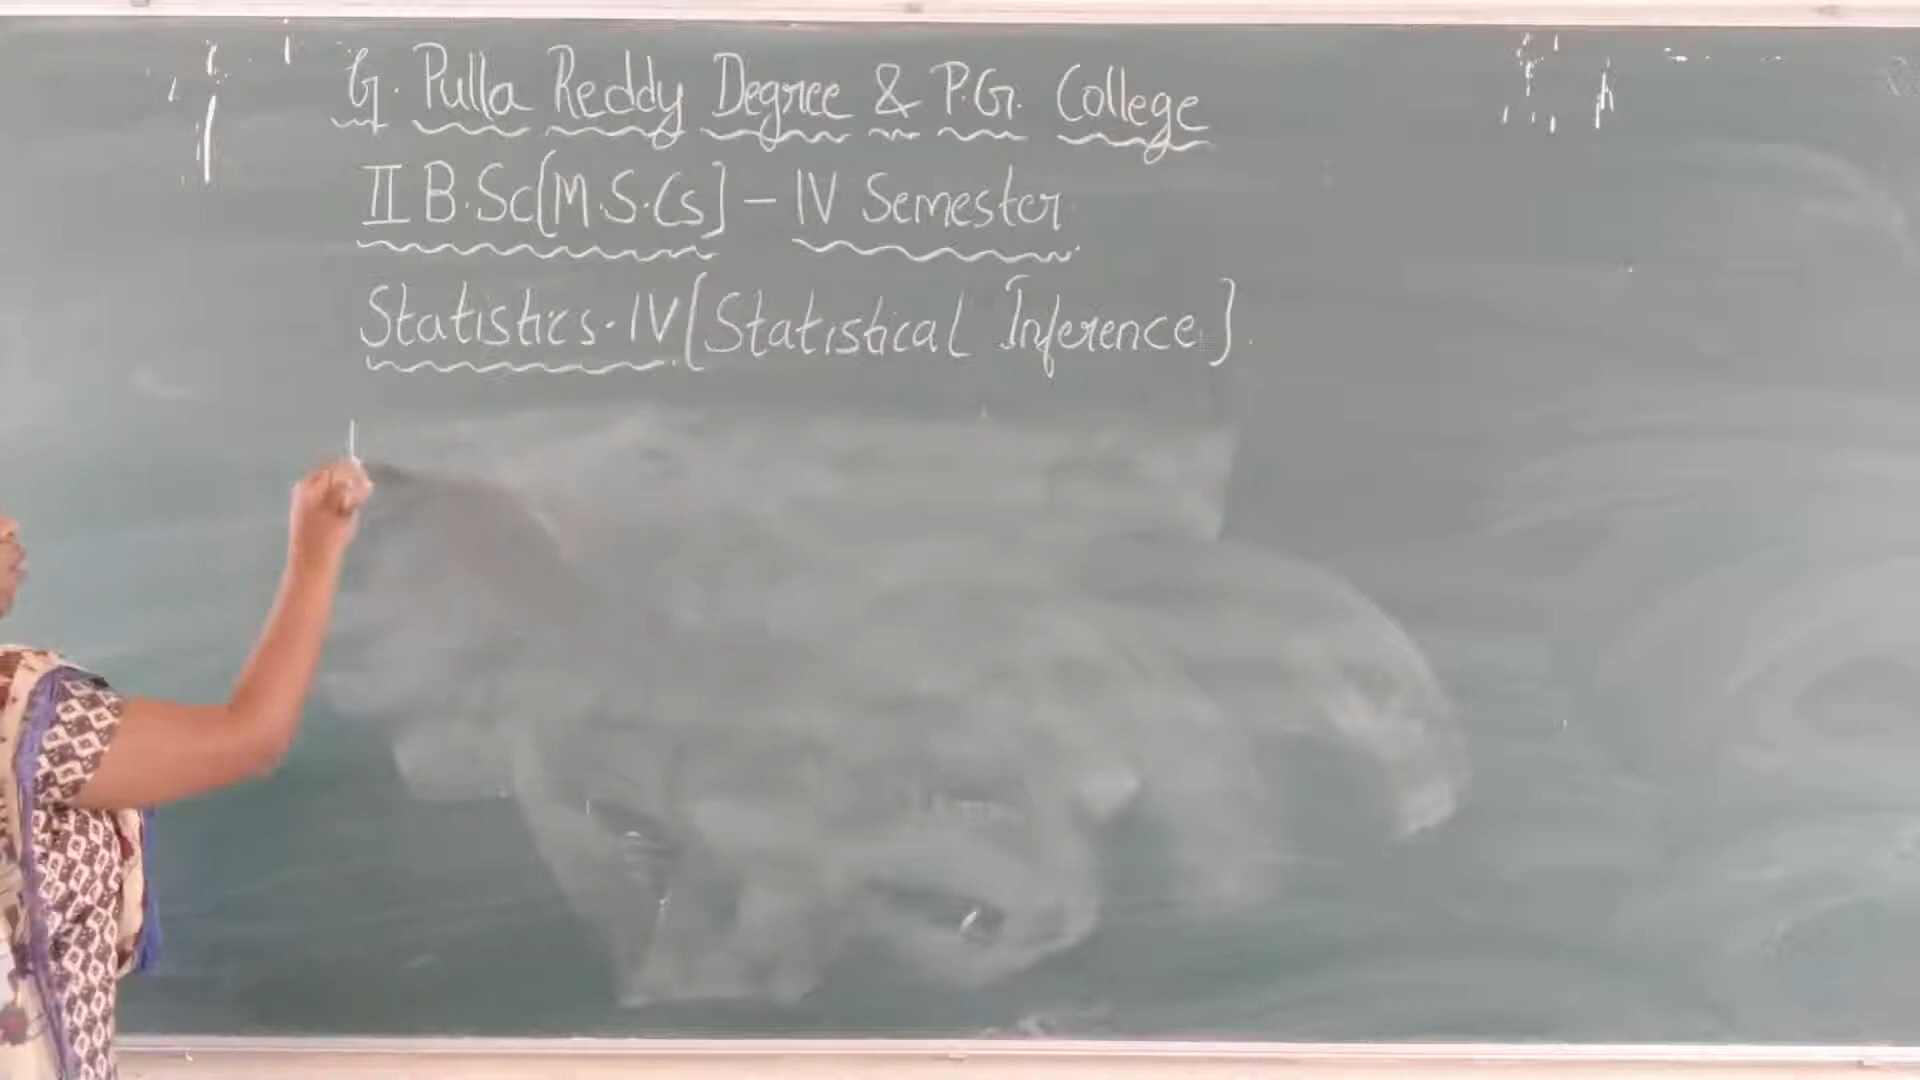 G. Pulla Reddy Degree & P.G. College
II B.Sc[M.S.Cs] - IV Semester
Statistics-IV[Statistical Inference].